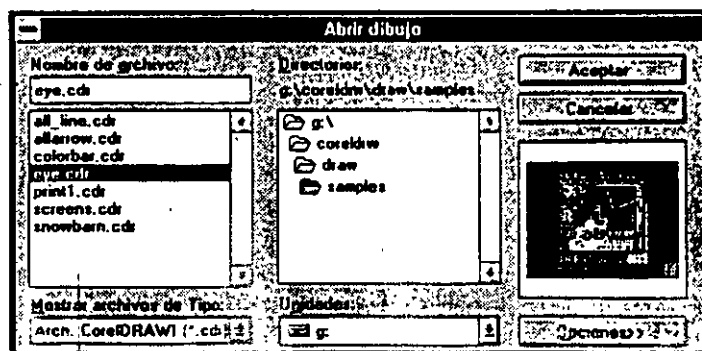 Abrir dibujo
Nombre de archivo:
eye.cdr
all_line.cdr
allarrow.cdr
colorbar.cdr
eye.cdr
print1.cdr
screens.cdr
snowbarn.cdr
Mostrar archivos de Tipo:
Arch. CorelDRAW! (*.cdr
Directorios:
g:\coreldrw\draw\samples
g:\
coreldrw
draw
samples
Unidades:
g:
Aceptar
Cancelar
Opciones>>